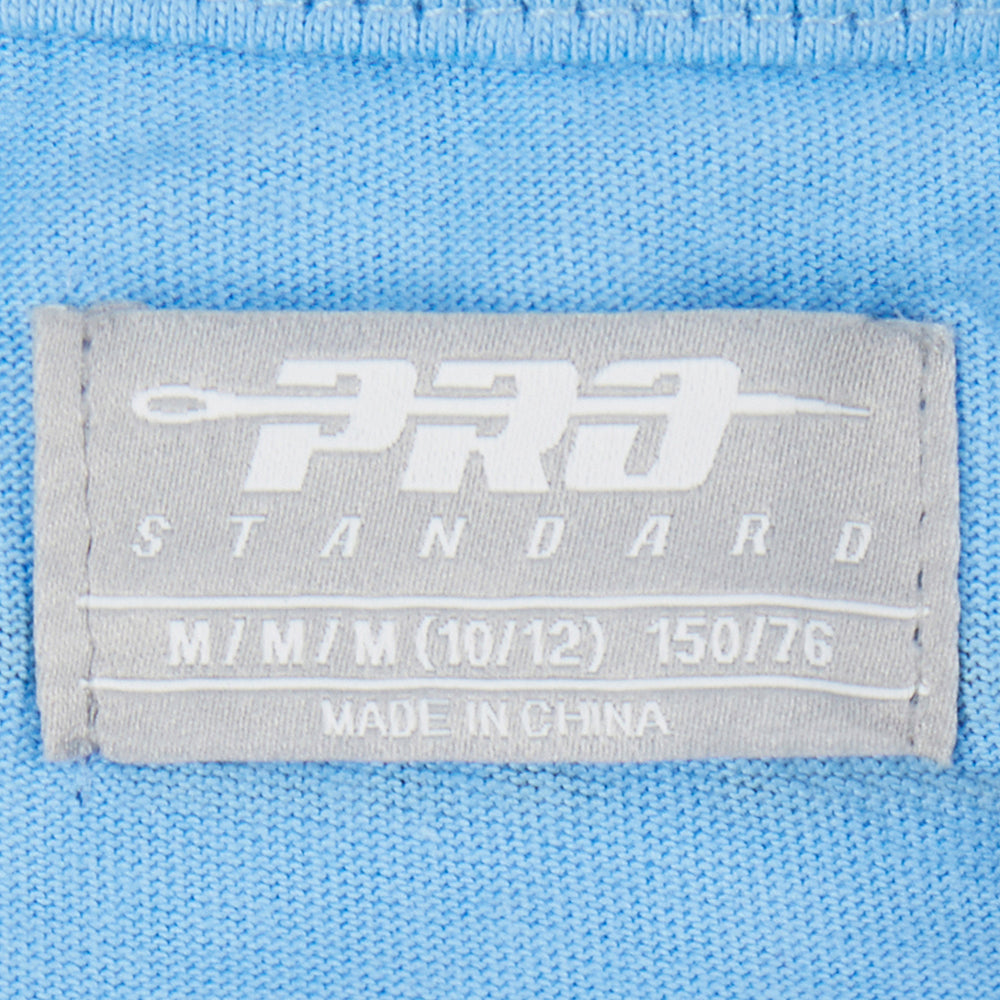 PRO
STANDARD
M/M/M (10/12) 150/76
MADE IN CHINA